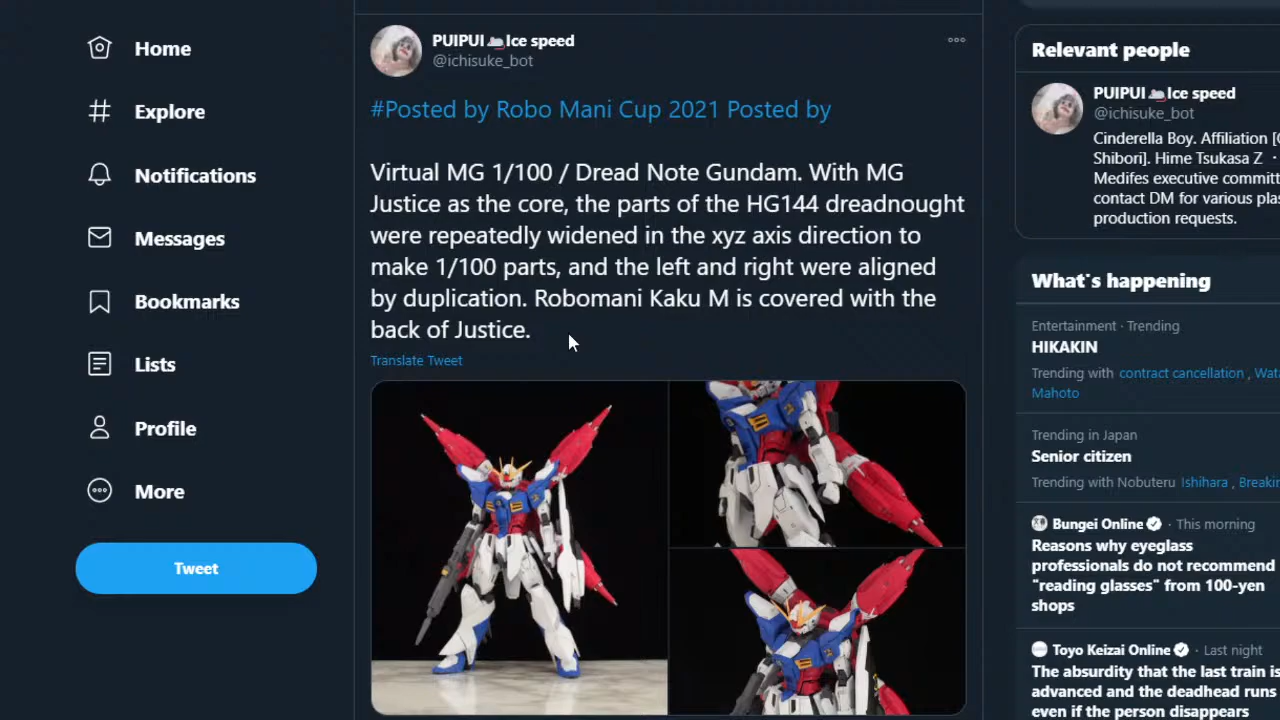 Home
Explore
Notifications
Messages
Bookmarks
Lists
Profile
More
Tweet
PUIPUI Ice speed
@ichisuke_bot
#Posted by Robo Mani Cup 2021 Posted by
Virtual MG 1/100 / Dread Note Gundam. With MG
Justice as the core, the parts of the HG144 dreadnought
were repeatedly widened in the xyz axis direction to
make 1/100 parts, and the left and right were aligned
by duplication. Robomani Kaku M is covered with the
back of Justice.
Translate Tweet
Relevant people
PUIPUI Ice speed
@ichisuke_bot
Cinderella Boy. Affiliation
Shibori]. Hime Tsukasa Z ・
Medifes executive
contact DM for various
production requests.
What's happening
Entertainment · Trending
HIKAKIN
Trending with contract cancellation ,
Mahoto
Trending in Japan
Senior citizen
Trending with Nobuteru Ishihara ,
Bungei Online · This morning
Reasons why eyeglass
professionals do not recommend
"reading glasses" from 100-yen
shops
Toyo Keizai Online · Last night
The absurdity that the last train is
advanced and the deadhead runs
even if the person disappears